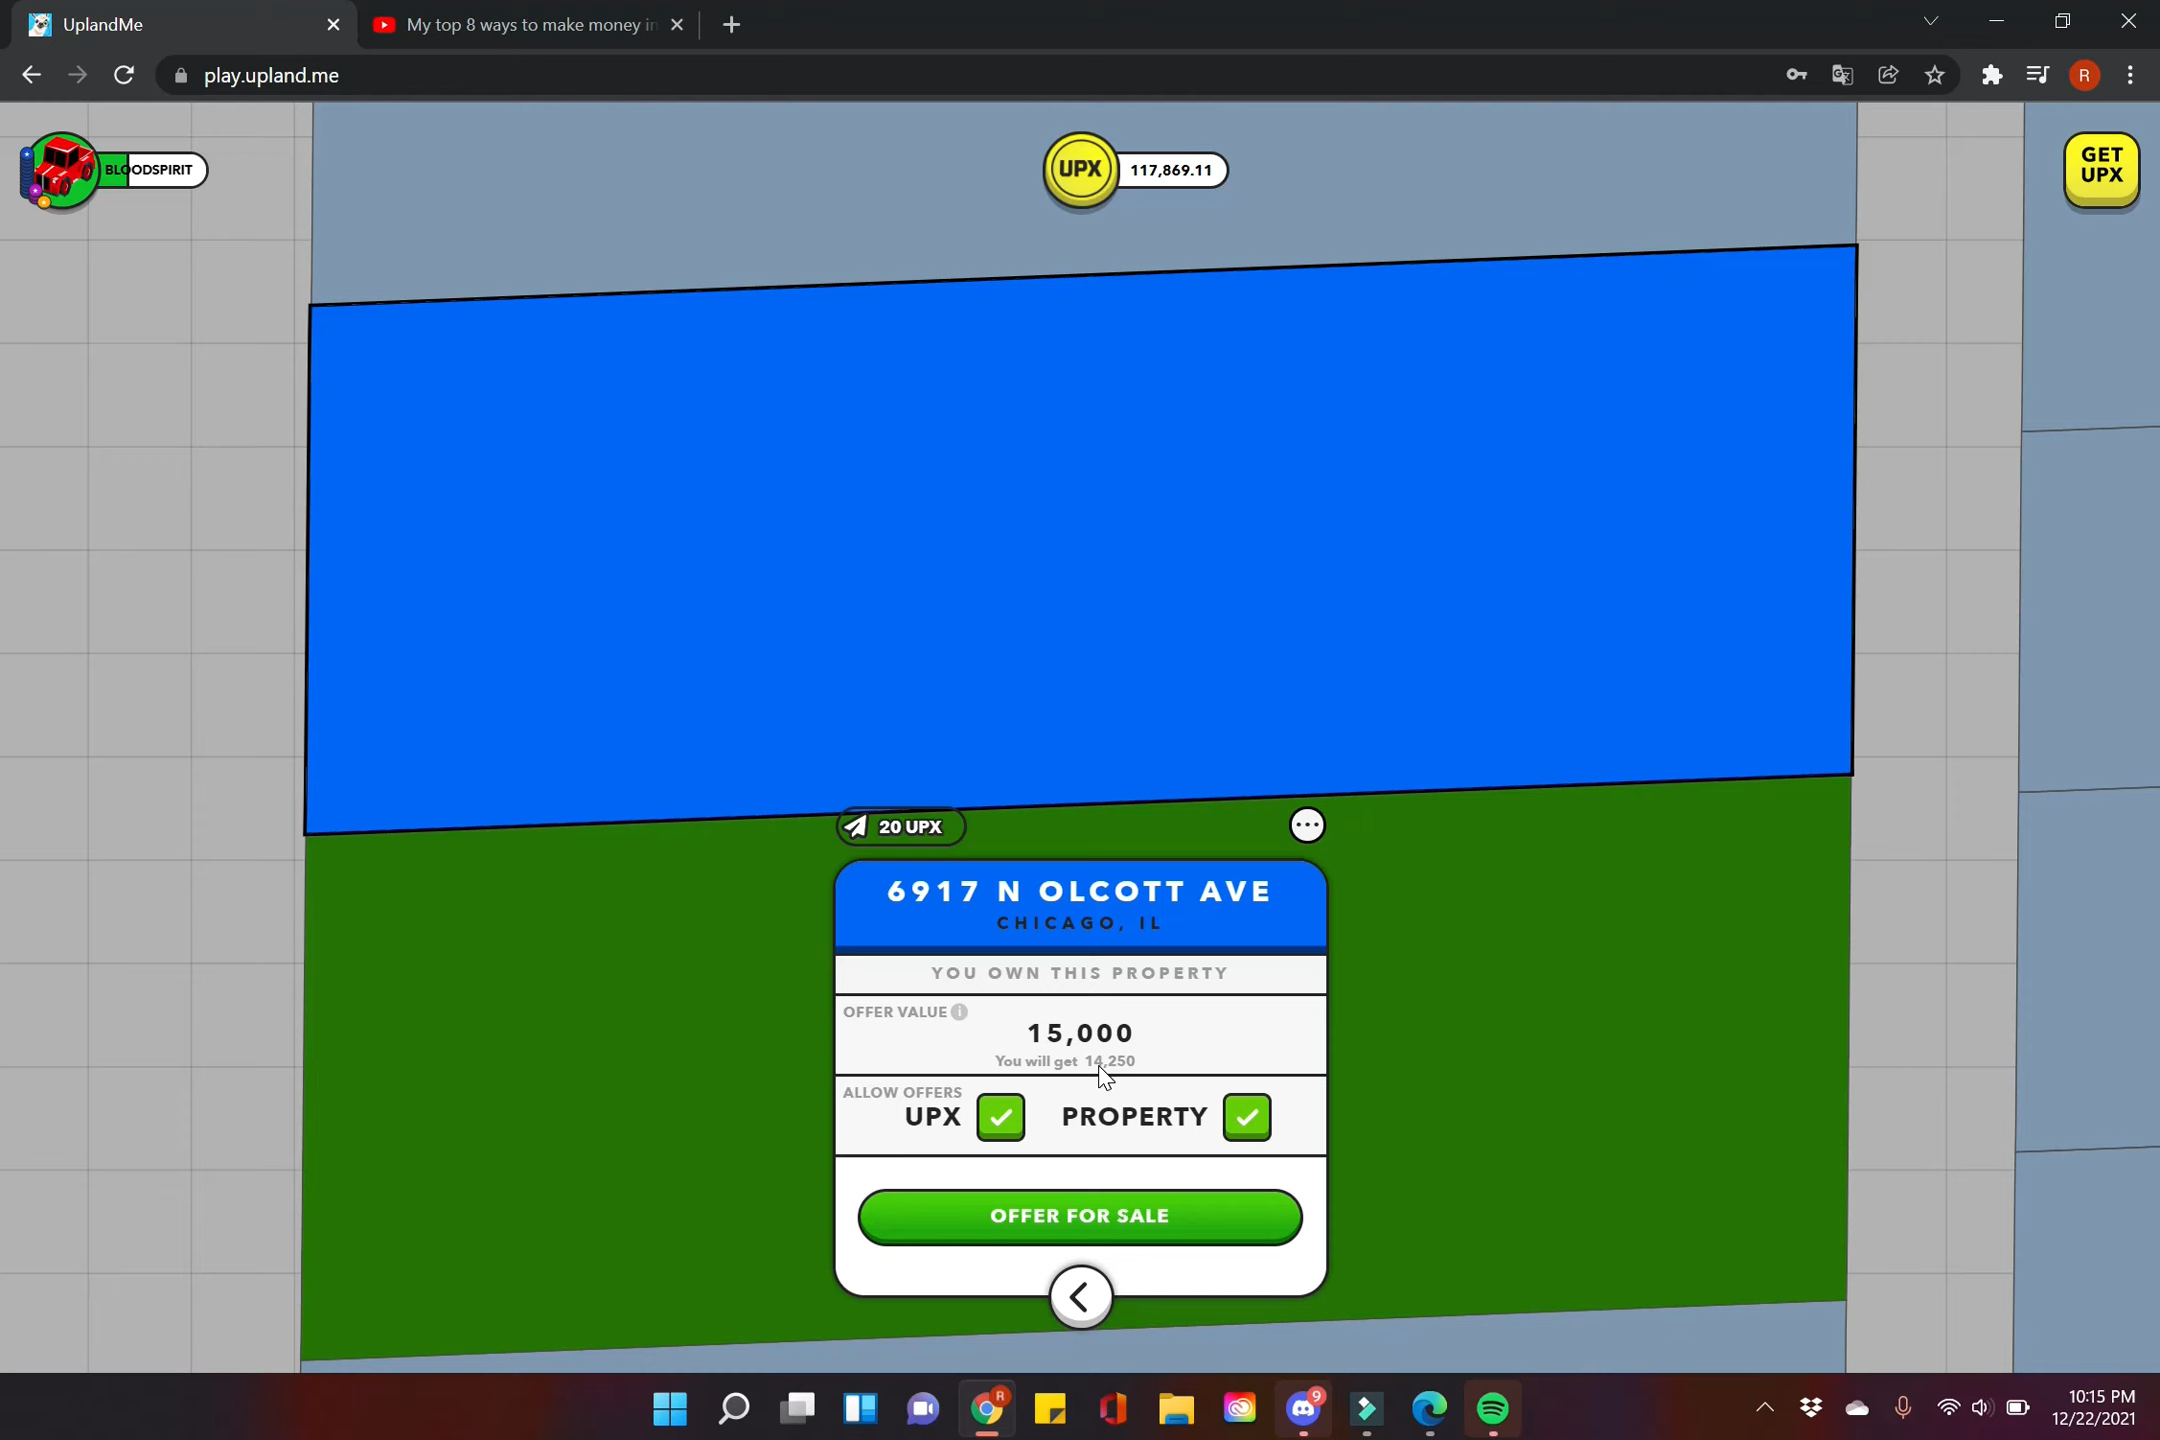 UplandMe
My top 8 ways to make money in
play.upland.me
R
BLOODSPIRIT
UPX
117,869.11
GET
UPX
20 UPX
6917 N OLCOTT AVE
CHICAGO, IL
YOU OWN THIS PROPERTY
OFFER VALUE i
15,000
You will get 14,250
ALLOW OFFERS
UPX
PROPERTY
OFFER FOR SALE
R
9
10:15 PM
12/22/2021